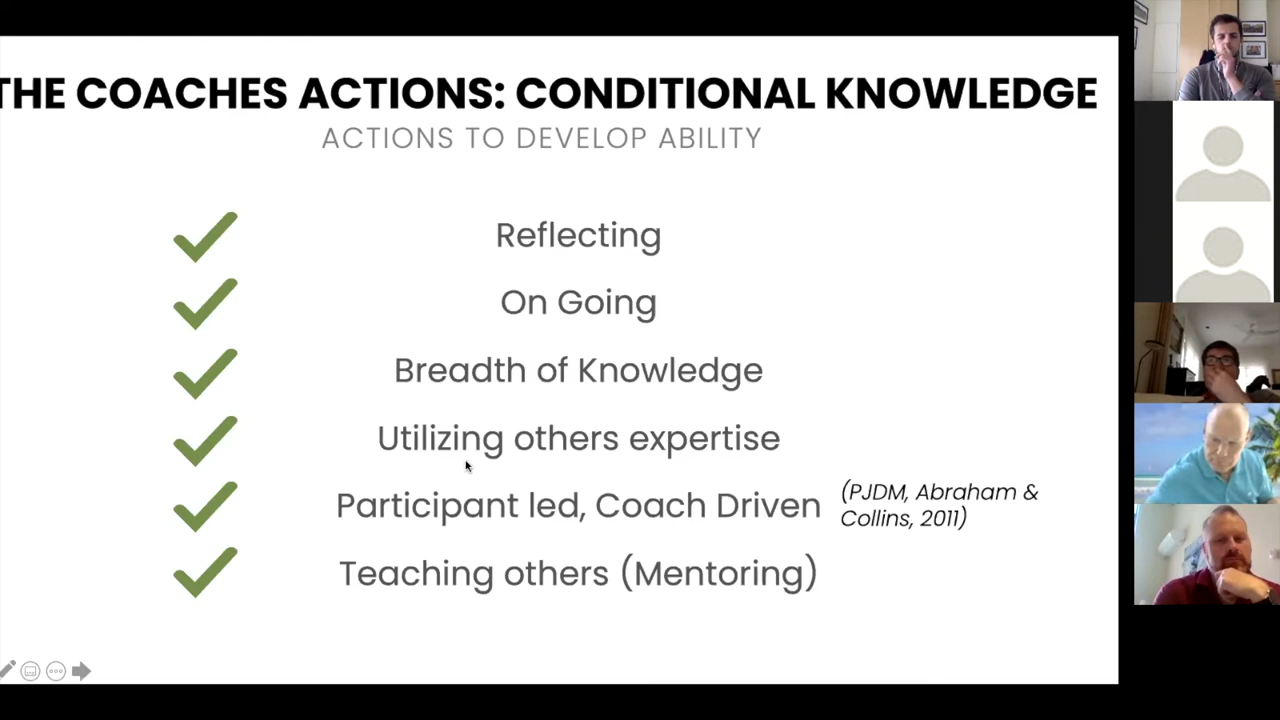 THE COACHES ACTIONS: CONDITIONAL KNOWLEDGE
ACTIONS TO DEVELOP ABILITY
Reflecting
On Going
Breadth of Knowledge
Utilizing others expertise
Participant led, Coach Driven
(PJDM, Abraham &
Collins, 2011)
Teaching others (Mentoring)